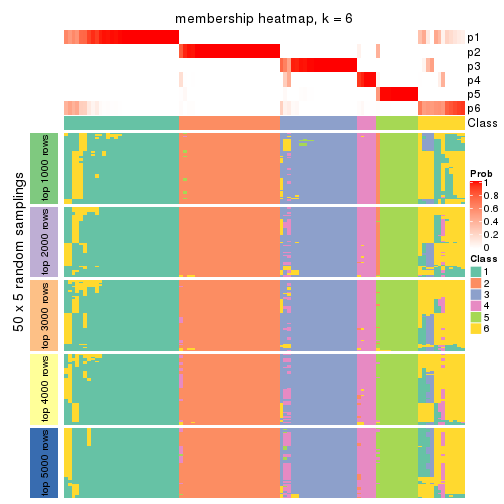 membership heatmap, k = 6
p1
p2
p3
p4
p5
p6
Class
50 x 5 random samplings
top 1000 rows
top 2000 rows
top 3000 rows
top 4000 rows
top 5000 rows
Prob
1
0.8
0.6
0.4
0.2
0
Class
1
2
3
4
5
6